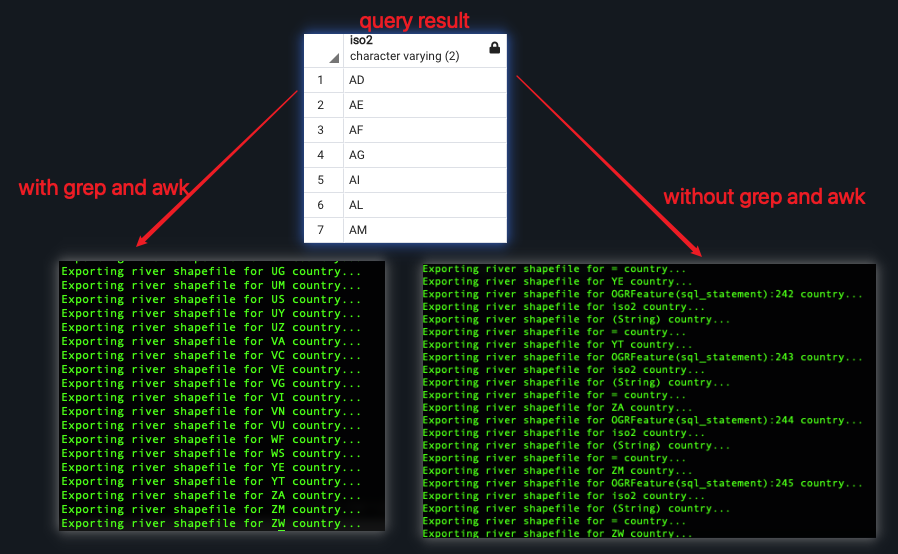 query result
iso2
character varying (2)
1 AD
2 AE
3 AF
4 AG
5 AI
6 AL
7 AM
with grep and awk
without grep and awk
Exporting river shapefile for UG country...
Exporting river shapefile for UM country...
Exporting river shapefile for US country...
Exporting river shapefile for UY country...
Exporting river shapefile for UZ country...
Exporting river shapefile for VA country...
Exporting river shapefile for VC country...
Exporting river shapefile for VE country...
Exporting river shapefile for VG country...
Exporting river shapefile for VI country...
Exporting river shapefile for VN country...
Exporting river shapefile for VU country...
Exporting river shapefile for WF country...
Exporting river shapefile for WS country...
Exporting river shapefile for YE country...
Exporting river shapefile for YT country...
Exporting river shapefile for ZA country...
Exporting river shapefile for ZM country...
Exporting river shapefile for ZW country...
Exporting river shapefile for = country...
Exporting river shapefile for YE country...
Exporting river shapefile for OGRFeature(sql_statement):242 country...
Exporting river shapefile for iso2 country...
Exporting river shapefile for (String) country...
Exporting river shapefile for = country...
Exporting river shapefile for YT country...
Exporting river shapefile for OGRFeature(sql_statement):243 country...
Exporting river shapefile for iso2 country...
Exporting river shapefile for (String) country...
Exporting river shapefile for = country...
Exporting river shapefile for ZA country...
Exporting river shapefile for OGRFeature(sql_statement):244 country...
Exporting river shapefile for iso2 country...
Exporting river shapefile for (String) country...
Exporting river shapefile for = country...
Exporting river shapefile for ZM country...
Exporting river shapefile for OGRFeature(sql_statement):245 country...
Exporting river shapefile for iso2 country...
Exporting river shapefile for (String) country...
Exporting river shapefile for = country...
Exporting river shapefile for ZW country...